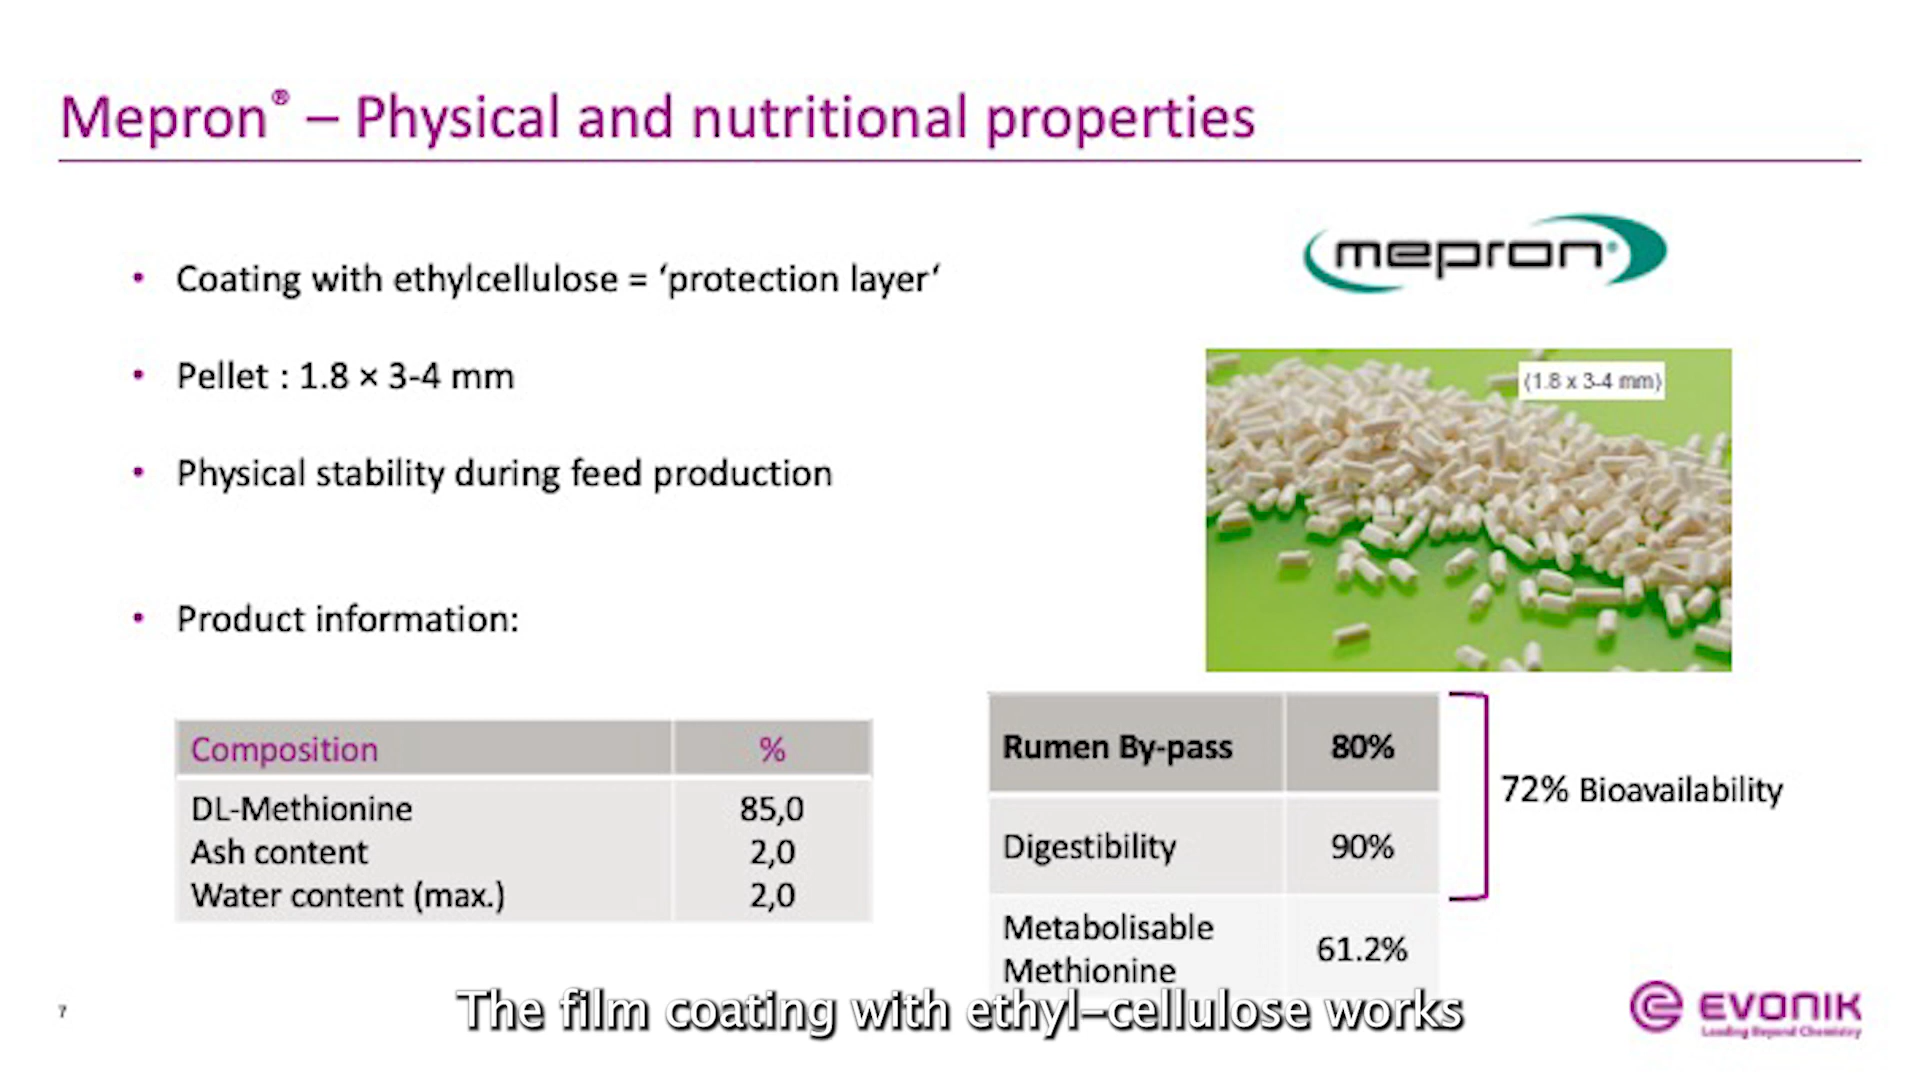 Mepron® – Physical and nutritional properties
mepron®
• Coating with ethylcellulose = ‘protection layer‘
• Pellet : 1.8 × 3-4 mm
(1.8 x 3-4 mm)
• Physical stability during feed production
• Product information:
Composition %
DL-Methionine 85,0
Ash content 2,0
Water content (max.) 2,0
Rumen By-pass 80%
Digestibility 90%
72% Bioavailability
Metabolisable
Methionine 61.2%
The film coating with ethyl-cellulose works
7
EVONIK
Leading Beyond Chemistry